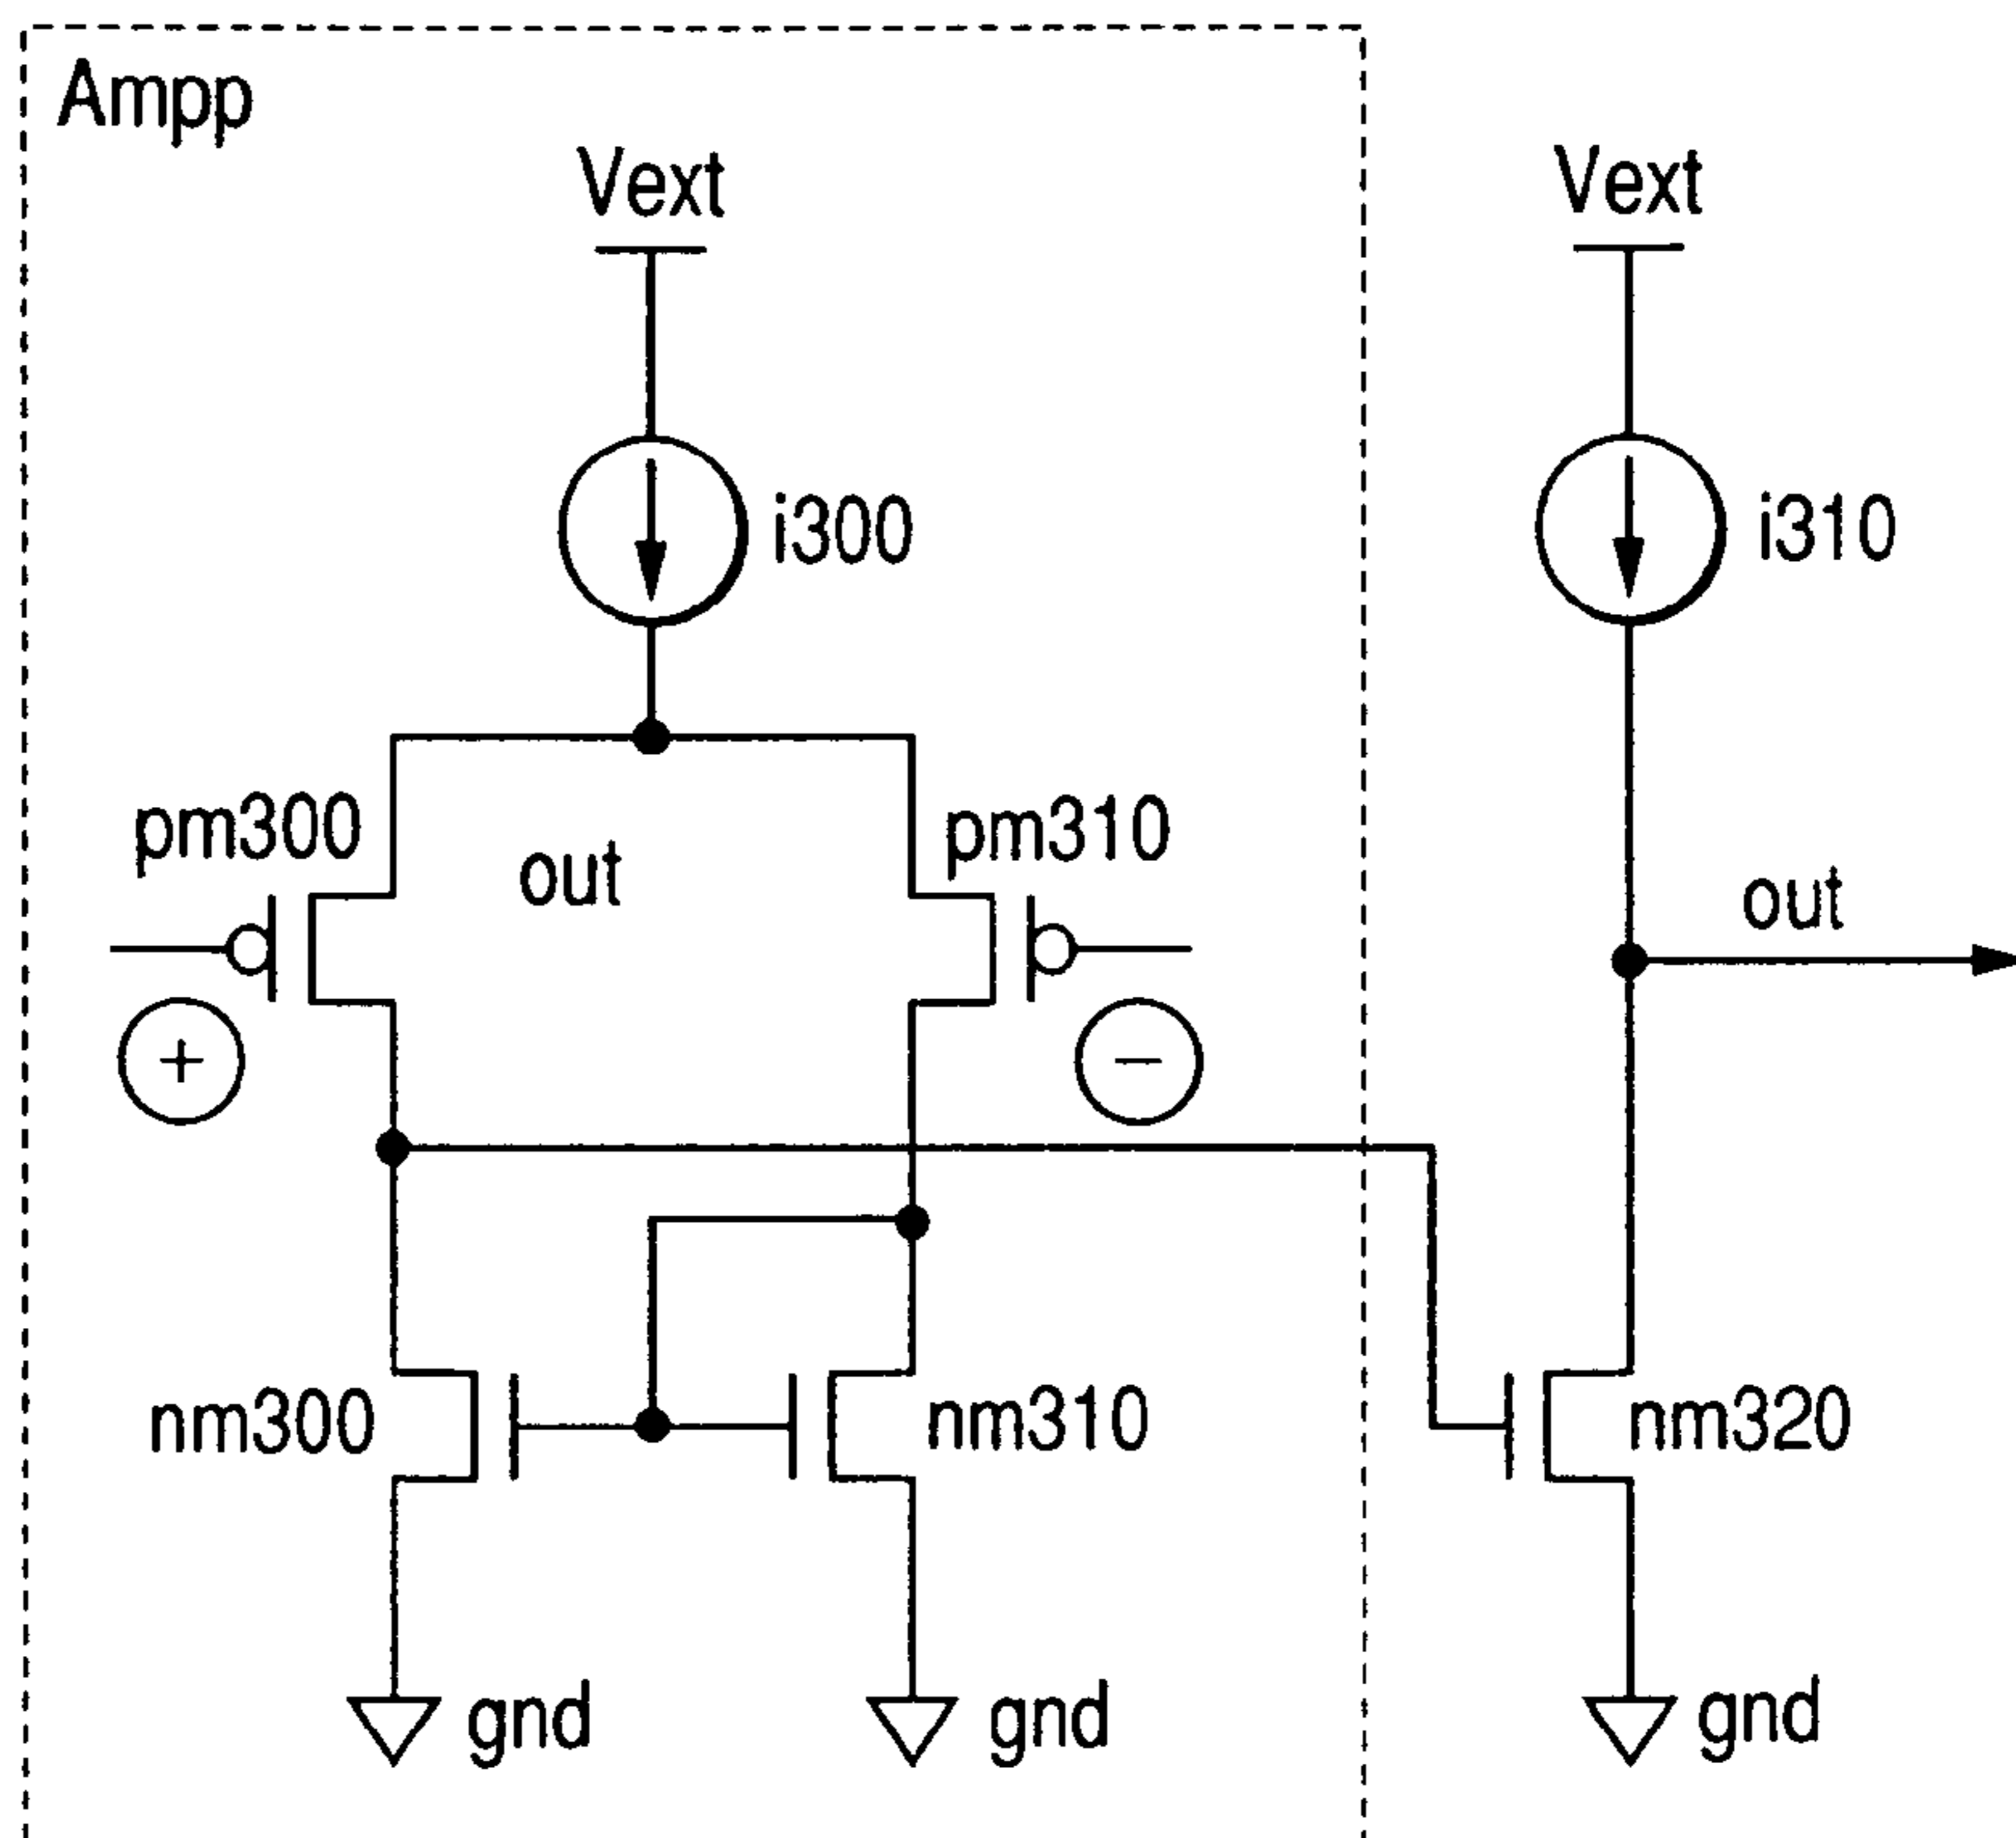 Ampp
Vext
Vext
i300
i310
pm300
out
pm310
out
+
−
nm300
nm310
nm320
gnd
gnd
gnd